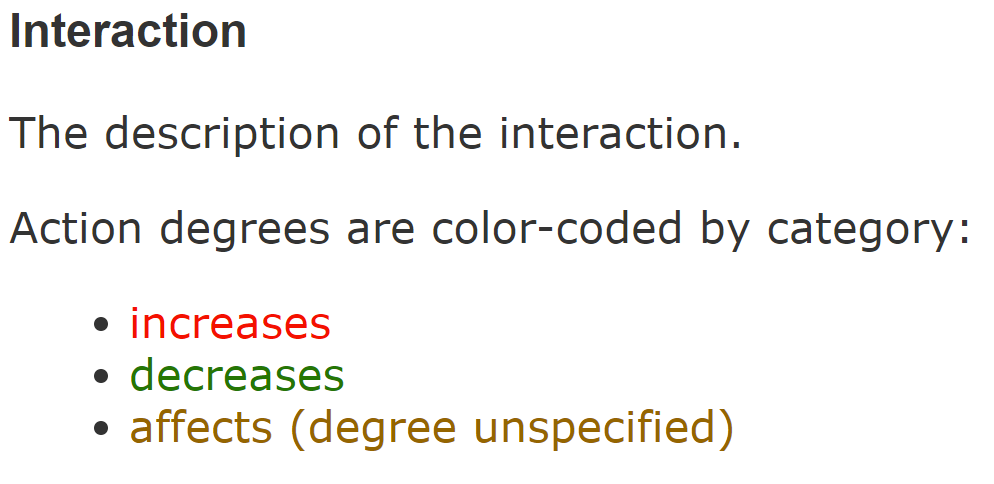 Interaction
The description of the interaction.
Action degrees are color-coded by category:
• increases
• decreases
• affects (degree unspecified)